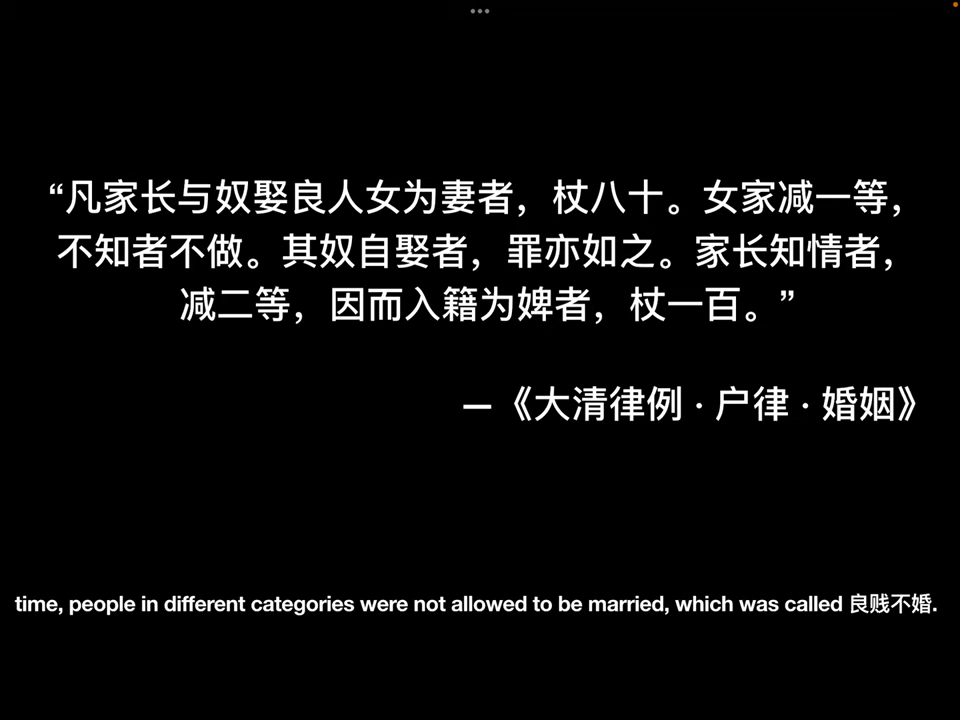 “凡家长与奴娶良人女为妻者，杖八十。女家减一等，
不知者不做。其奴自娶者，罪亦如之。家长知情者，
减二等，因而入籍为婢者，杖一百。”
—《大清律例 · 户律 · 婚姻》
time, people in different categories were not allowed to be married, which was called 良贱不婚.